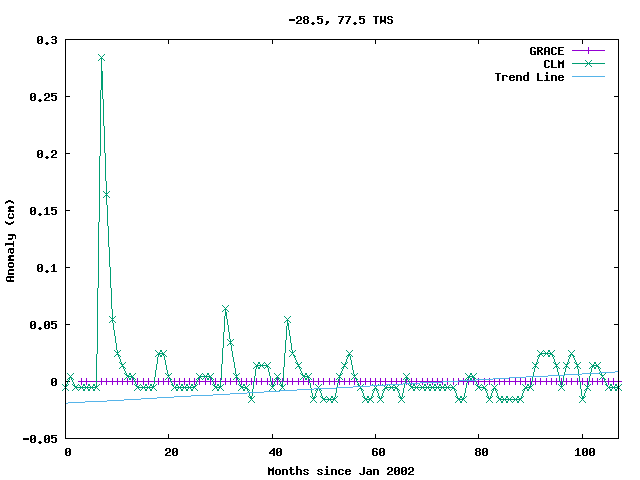 -28.5, 77.5 TWS
GRACE
CLM
Trend Line
0.3
0.25
0.2
0.15
0.1
0.05
0
-0.05
Anomaly (cm)
0 20 40 60 80 100
Months since Jan 2002